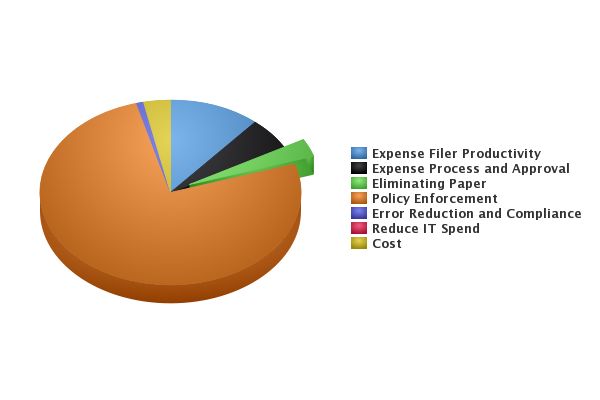 Expense Filer Productivity
Expense Process and Approval
Eliminating Paper
Policy Enforcement
Error Reduction and Compliance
Reduce IT Spend
Cost